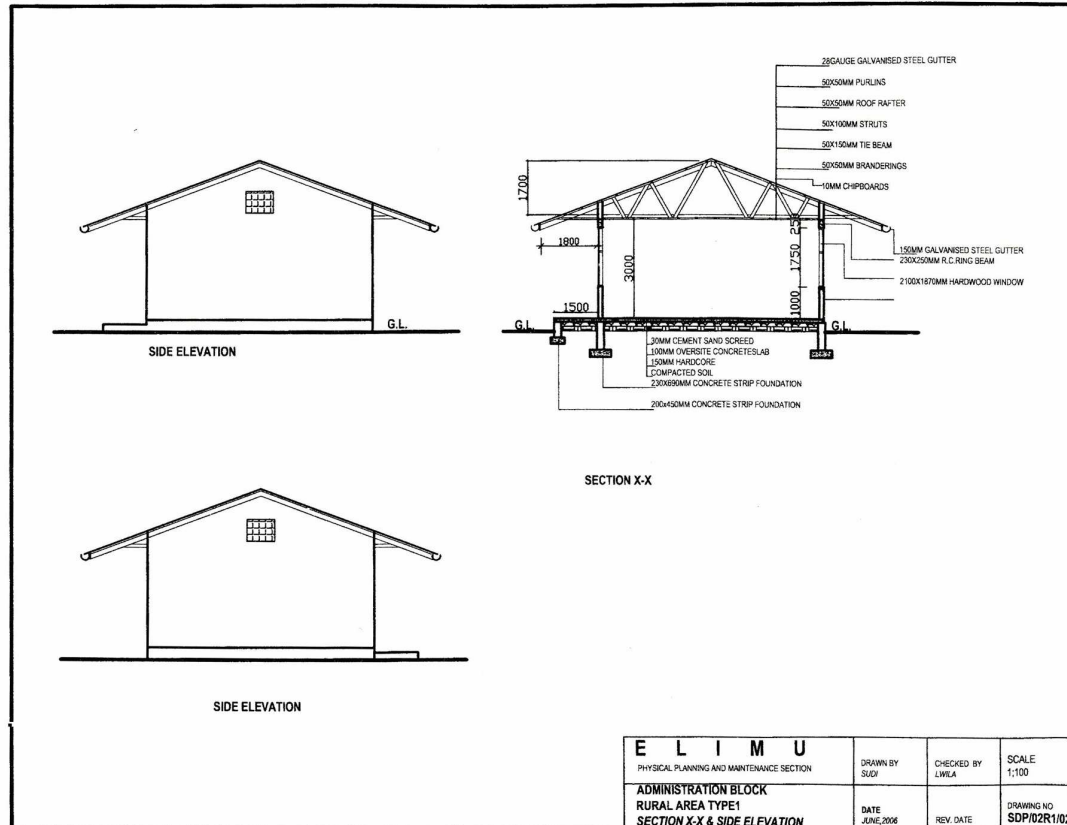 28GAUGE GALVANISED STEEL GUTTER
50X50MM PURLINS
50X50MM ROOF RAFTER
50X100MM STRUTS
50X150MM TIE BEAM
50X50MM BRANDERINGS
10MM CHIPBOARDS
1700
1800
3000
250
1750
1000
1500
150MM GALVANISED STEEL GUTTER
230X250MM R.C.RING BEAM
2100X1870MM HARDWOOD WINDOW
G.L.
G.L.
G.L.
SIDE ELEVATION
30MM CEMENT SAND SCREED
100MM OVERSITE CONCRETESLAB
150MM HARDCORE
COMPACTED SOIL
230X690MM CONCRETE STRIP FOUNDATION
200x450MM CONCRETE STRIP FOUNDATION
SECTION X-X
SIDE ELEVATION
E L I M U
PHYSICAL PLANNING AND MAINTENANCE SECTION
DRAWN BY
SUDI
CHECKED BY
LWILA
SCALE
1;100
ADMINISTRATION BLOCK
RURAL AREA TYPE1
SECTION X-X & SIDE ELEVATION
DATE
JUNE,2006
REV. DATE
DRAWING NO
SDP/02R1/02